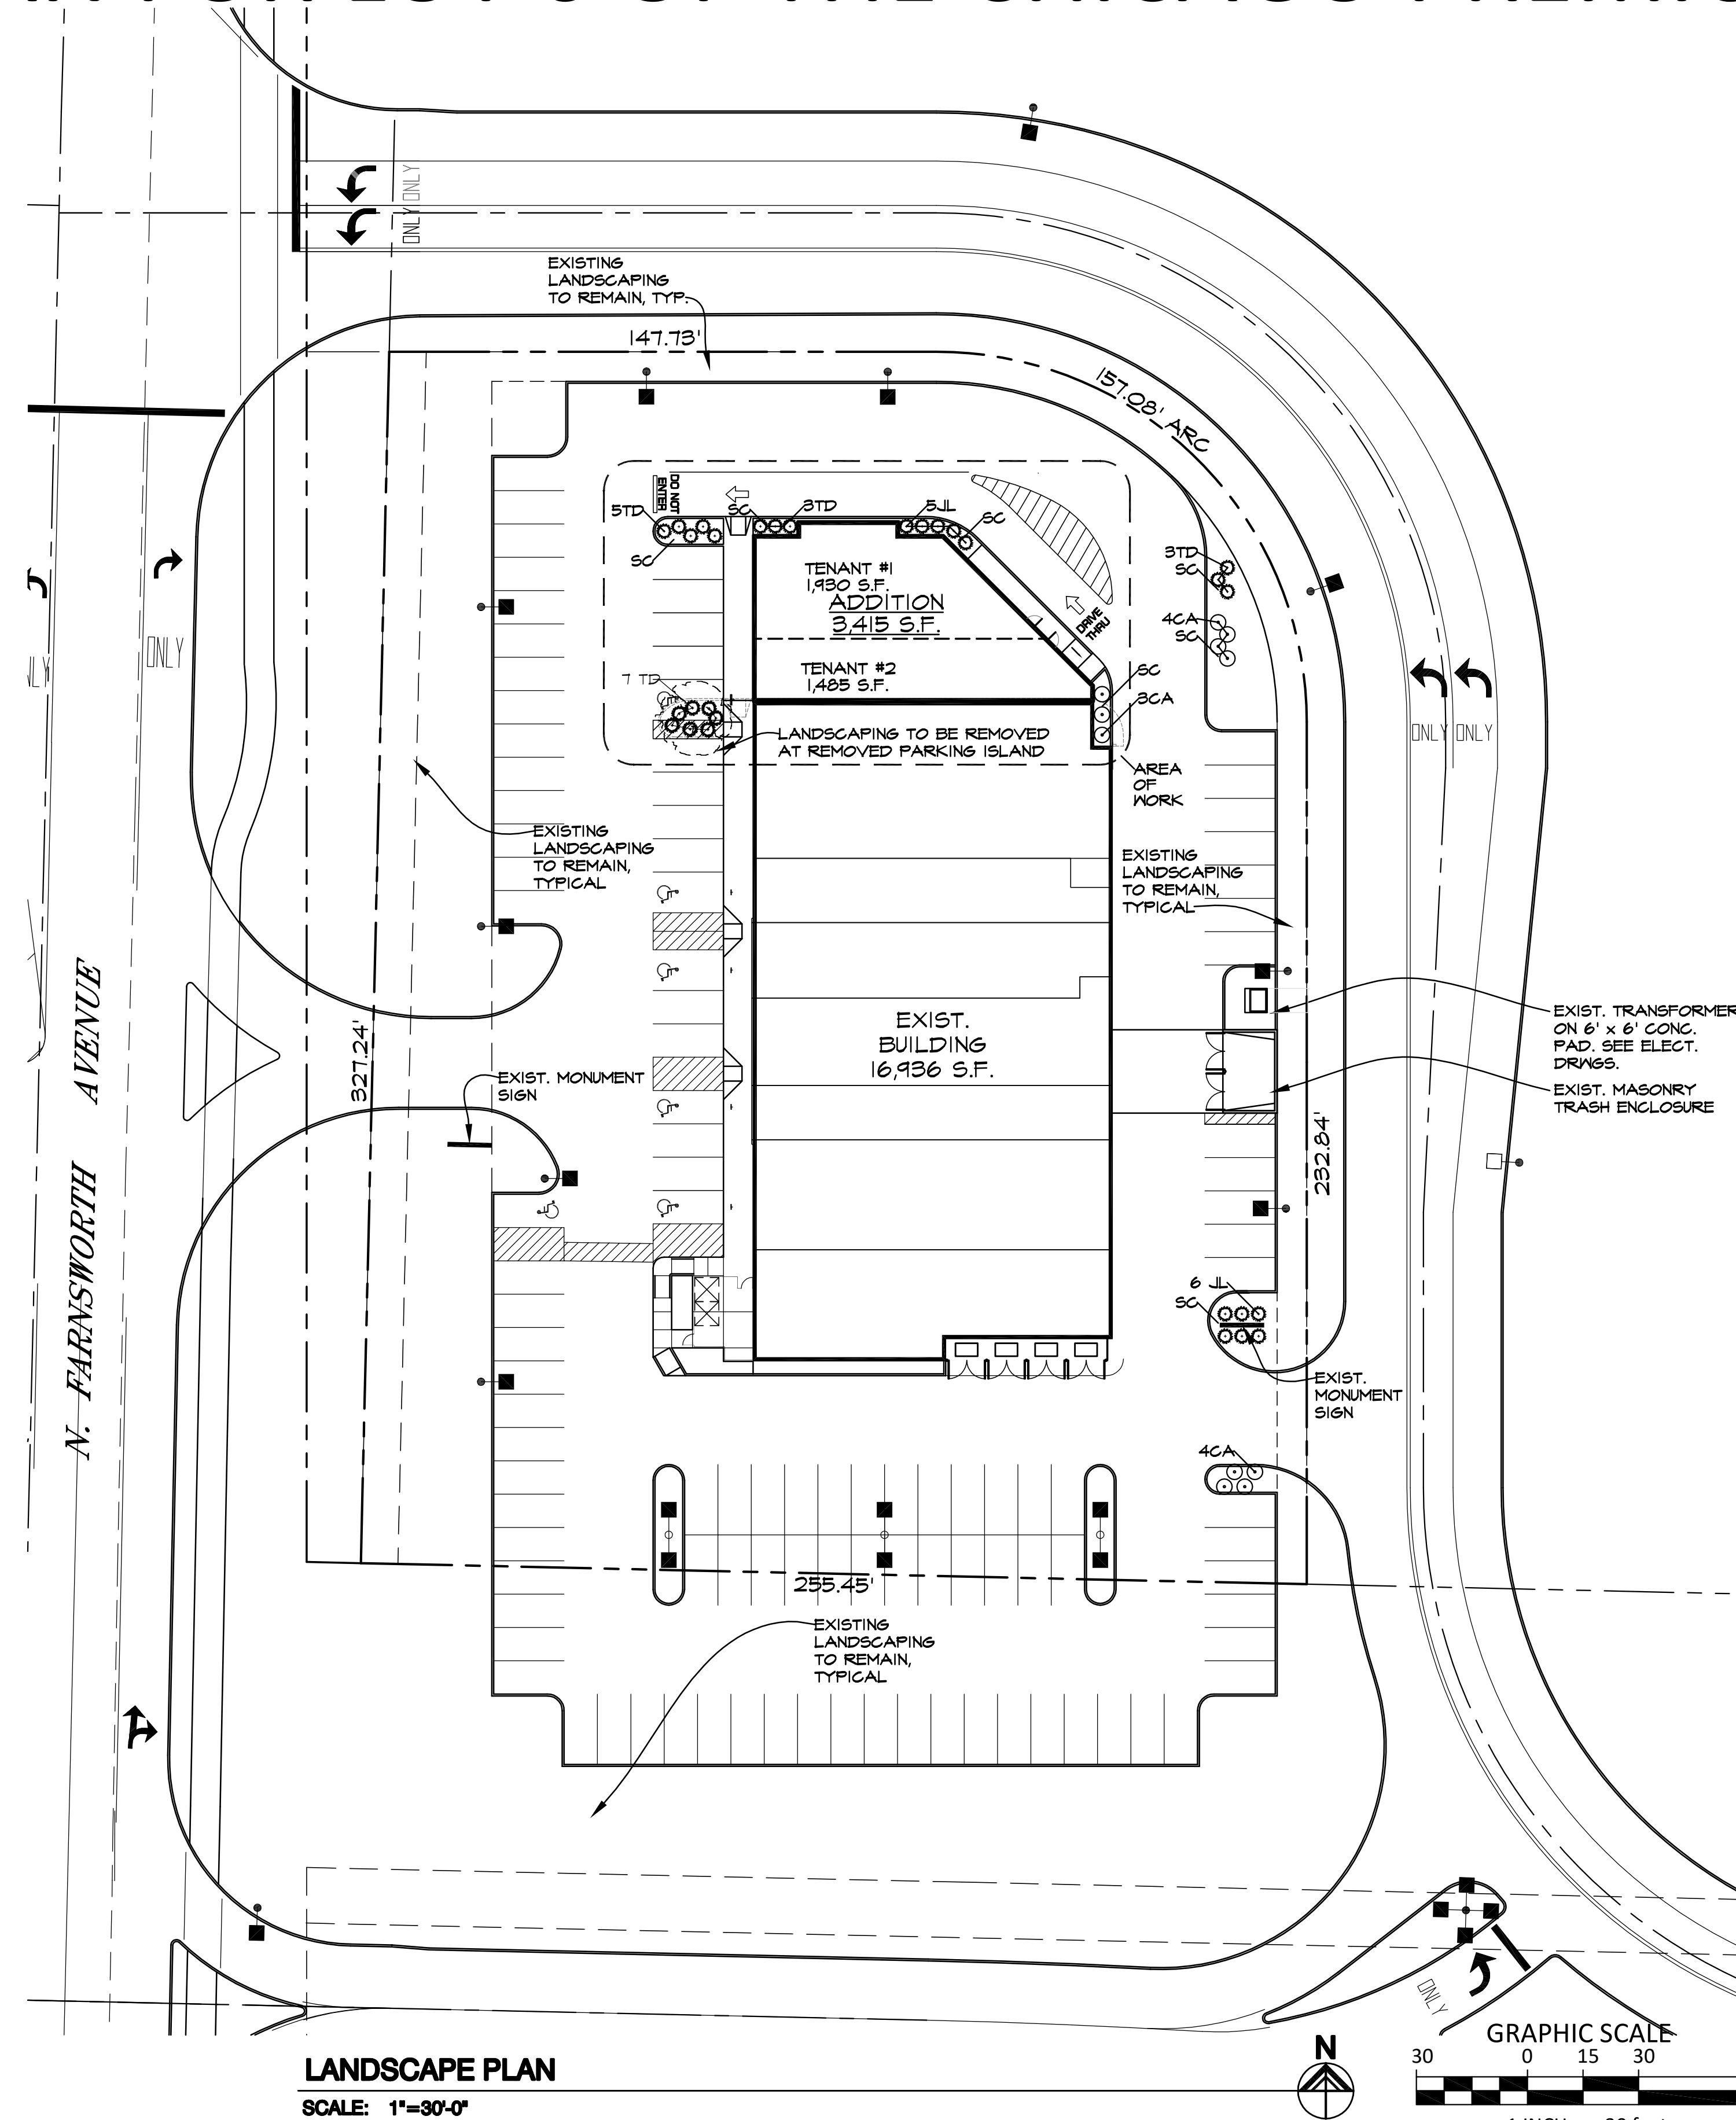 ONLY ONLY
ONLY ONLY
EXISTING
LANDSCAPING
TO REMAIN, TYP.
147.73'
157.08' ARC
DO NOT
ENTER
5TD
SC
3TD
5JL
SC
SC
3TD
SC
4CA
SC
TENANT #1
1,930 S.F.
ADDITION
3,415 S.F.
DRIVE
THRU
TENANT #2
1,485 S.F.
SC
3CA
7 TD
LANDSCAPING TO BE REMOVED
AT REMOVED PARKING ISLAND
AREA
OF
WORK
ONLY
ONLY ONLY
EXISTING
LANDSCAPING
TO REMAIN,
TYPICAL
EXISTING
LANDSCAPING
TO REMAIN,
TYPICAL
N. FARNSWORTH AVENUE
327.24'
EXIST.
BUILDING
16,936 S.F.
EXIST. TRANSFORMER
ON 6' x 6' CONC.
PAD. SEE ELECT.
DRWGS.
EXIST. MONUMENT
SIGN
EXIST. MASONRY
TRASH ENCLOSURE
232.84'
6 JL
SC
EXIST.
MONUMENT
SIGN
4CA
255.45'
EXISTING
LANDSCAPING
TO REMAIN,
TYPICAL
ONLY
LANDSCAPE PLAN
SCALE: 1"=30'-0"
N
GRAPHIC SCALE
30 0 15 30